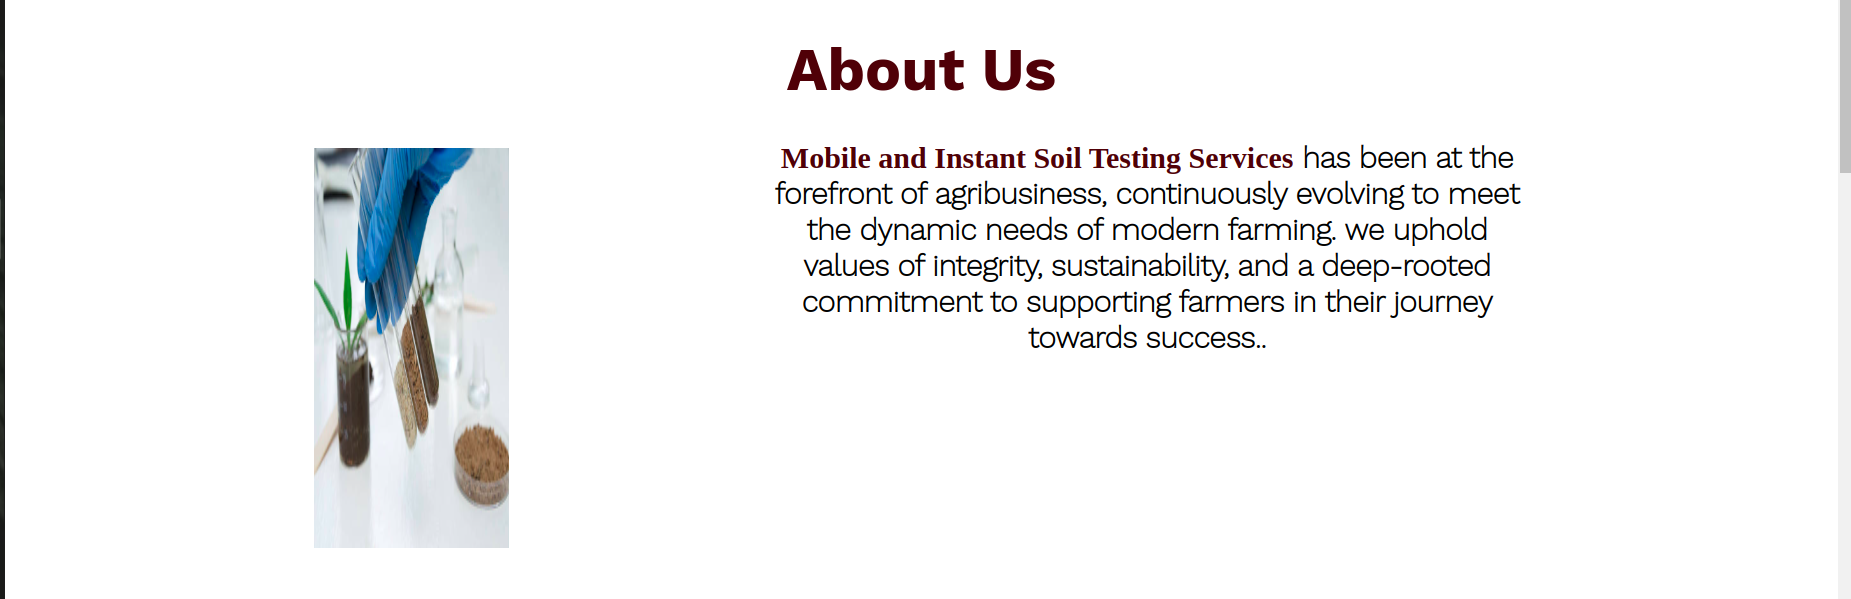 About Us
Mobile and Instant Soil Testing Services has been at the
forefront of agribusiness, continuously evolving to meet
the dynamic needs of modern farming. we uphold
values of integrity, sustainability, and a deep-rooted
commitment to supporting farmers in their journey
towards success..